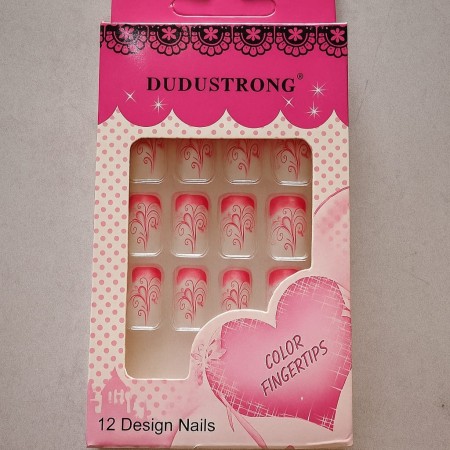 DUDUSTRONG®
COLOR
FINGERTIPS
12 Design Nails